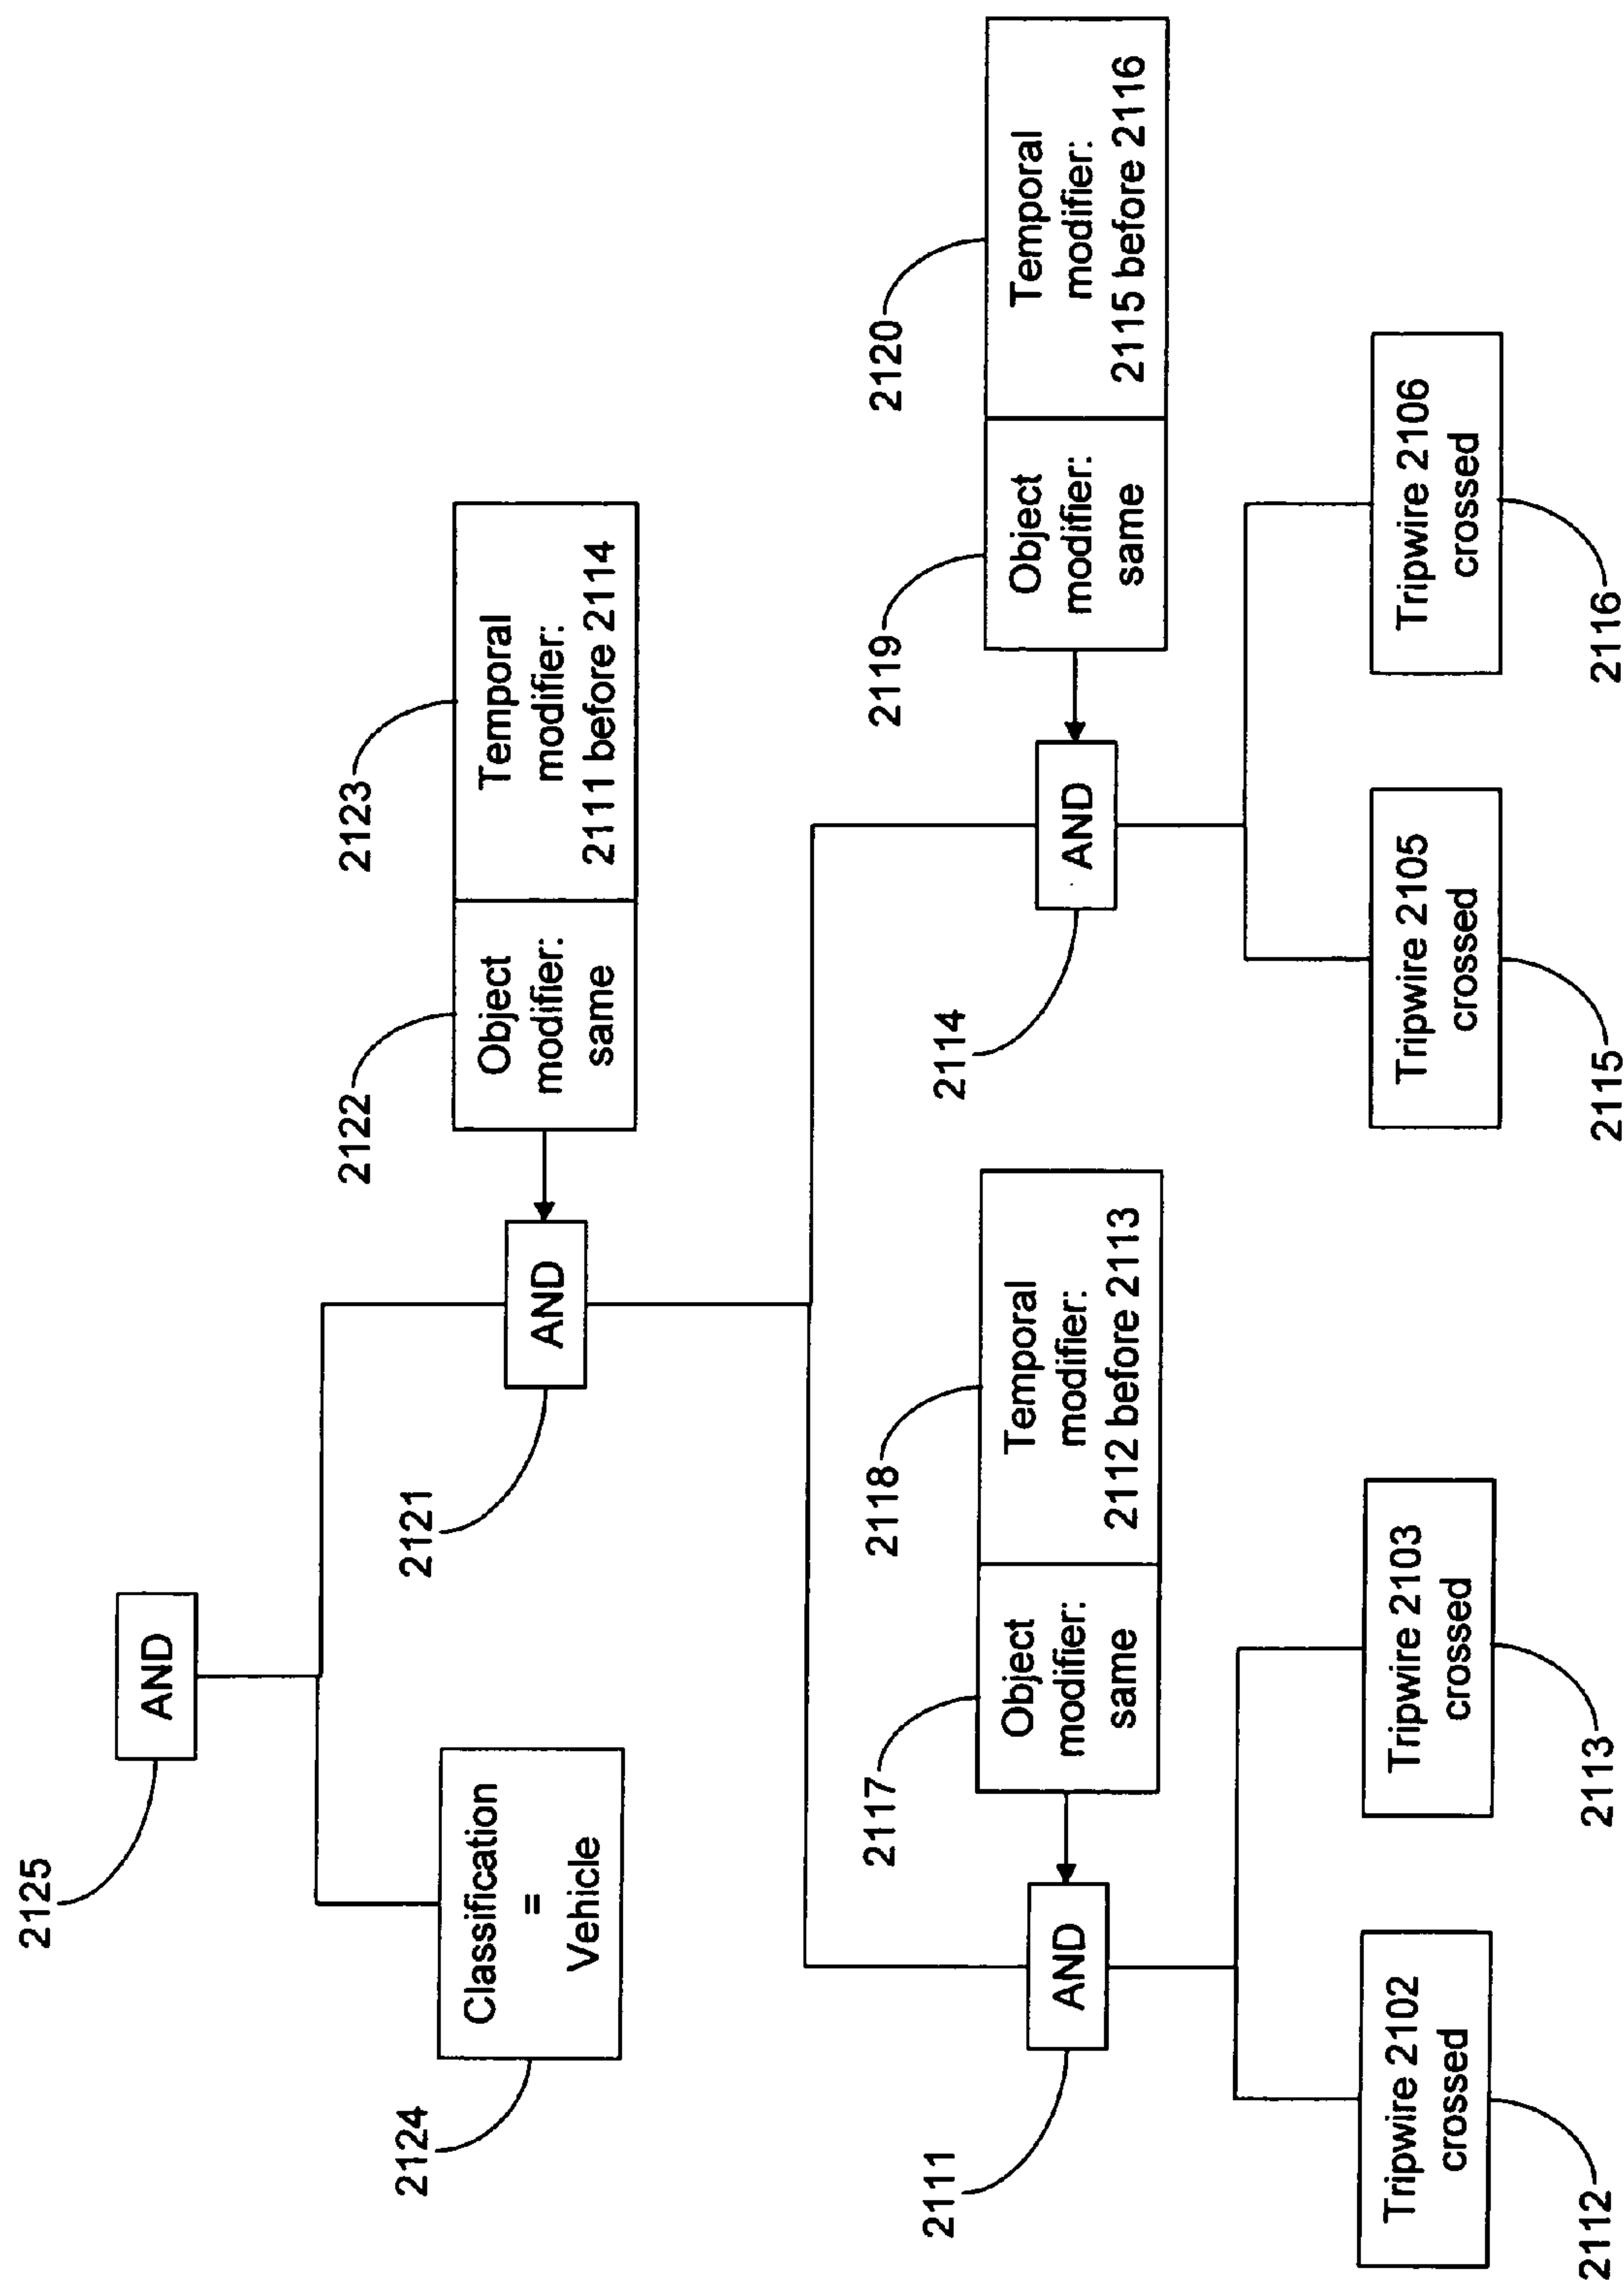 2125
AND
2124
Classification
=
Vehicle
2121
AND
2122
Object
modifier:
same
2123
Temporal
modifier:
2111 before 2114
2111
AND
2117
Object
modifier:
same
2118
Temporal
modifier:
2112 before 2113
2114
AND
2119
Object
modifier:
same
2120
Temporal
modifier:
2115 before 2116
Tripwire 2102
crossed
2112
Tripwire 2103
crossed
2113
Tripwire 2105
crossed
2115
Tripwire 2106
crossed
2116